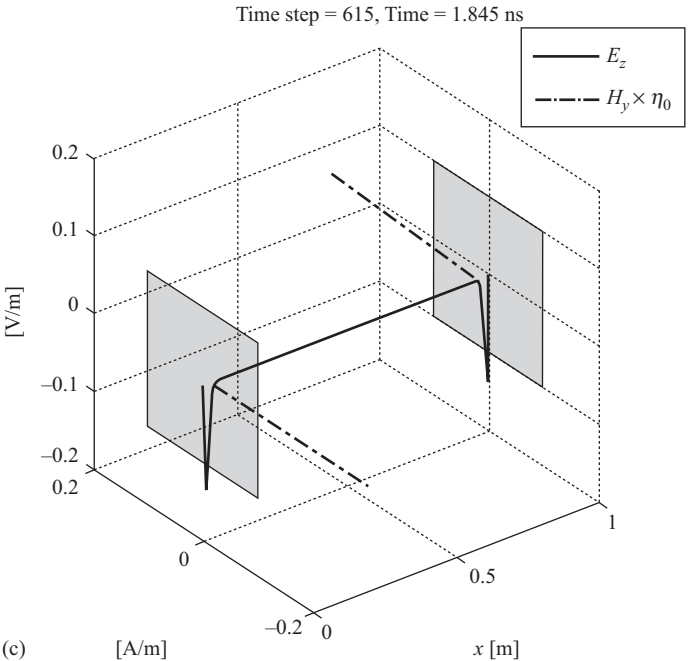 Time step = 615, Time = 1.845 ns
E_z
H_y × η_0
0.2
0.1
0
–0.1
–0.2
[V/m]
0.2
0
–0.2
[A/m]
0
0.5
1
x [m]
(c)